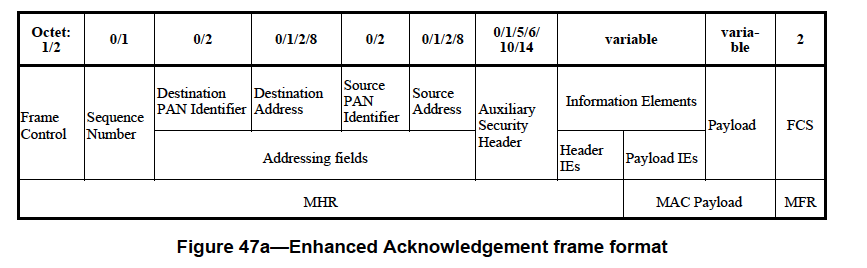 Octet:
1/2
0/1
0/2
0/1/2/8
0/2
0/1/2/8
0/1/5/6/
10/14
variable
varia-
ble
2
Frame
Control
Sequence
Number
Destination
PAN Identifier
Destination
Address
Source
PAN
Identifier
Source
Address
Addressing fields
Auxiliary
Security
Header
Information Elements
Header
IEs
Payload IEs
Payload
FCS
MHR
MAC Payload
MFR
Figure 47a—Enhanced Acknowledgement frame format